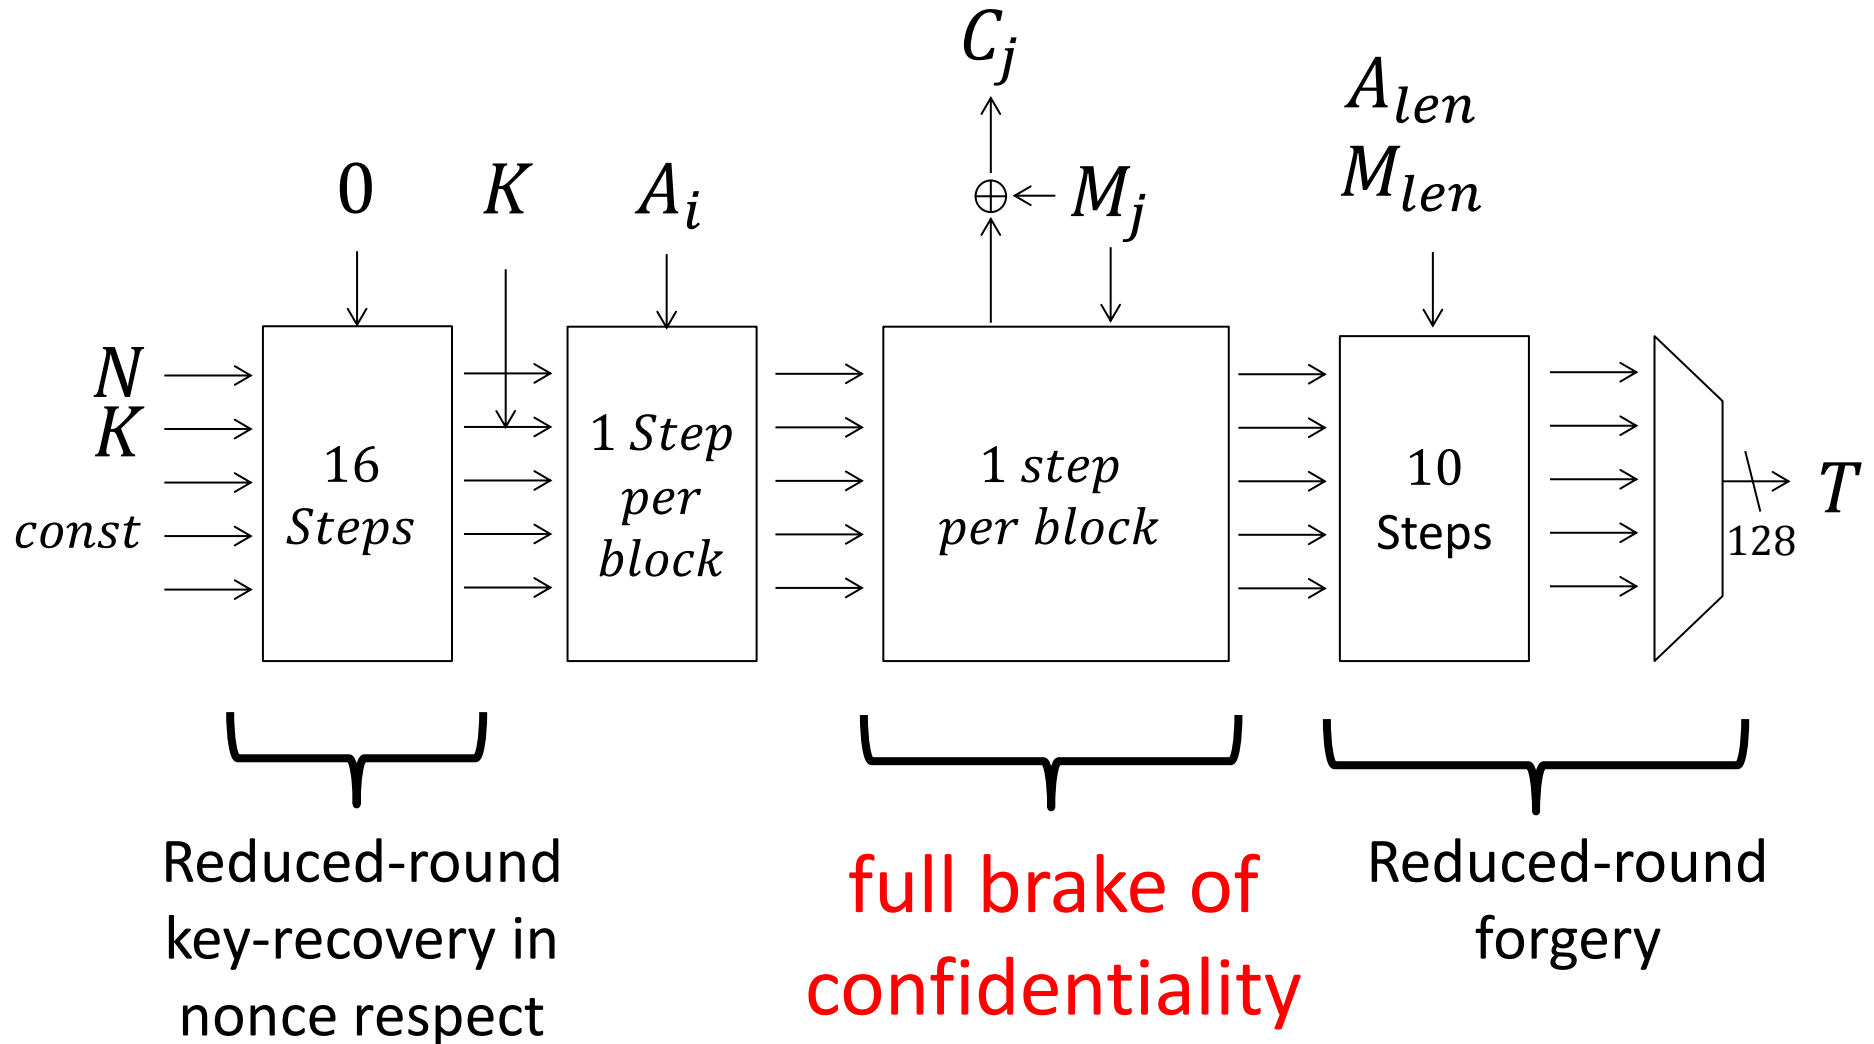 C_j
A_len
M_len
0
K
A_i
M_j
N
K
const
16
Steps
1 Step
per
block
1 step
per block
10
Steps
T
128
Reduced-round
key-recovery in
nonce respect
full brake of
confidentiality
Reduced-round
forgery